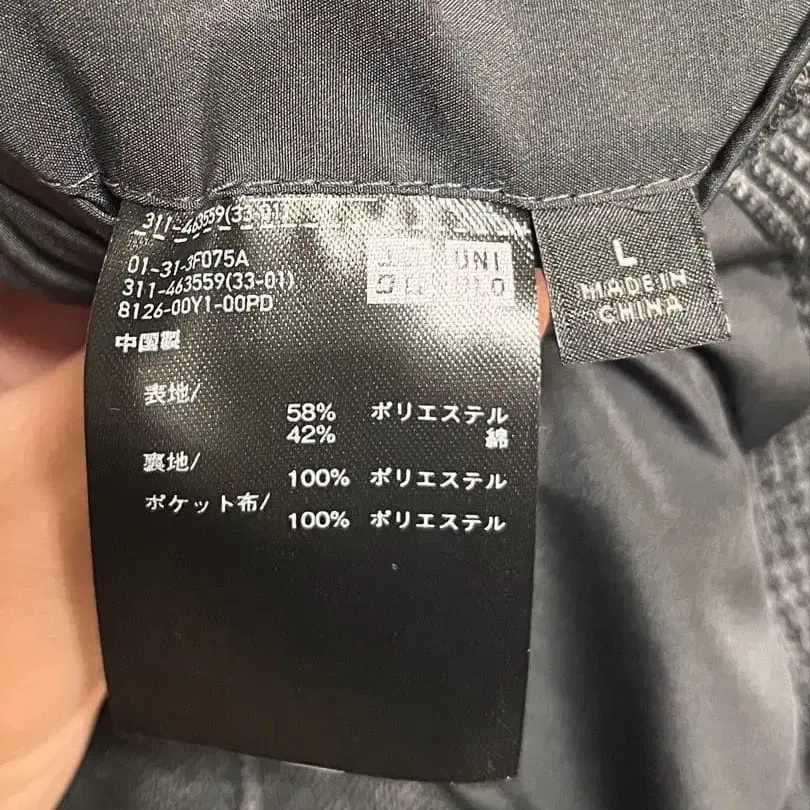 311-463559(33-01)
01-31-3F075A
311-463559(33-01)
8126-00Y1-00PD
UNI
中国製
表地/
58% ポリエステル
42% 綿
裏地/
100% ポリエステル
ポケット布/
100% ポリエステル
L
MADE IN
CHINA